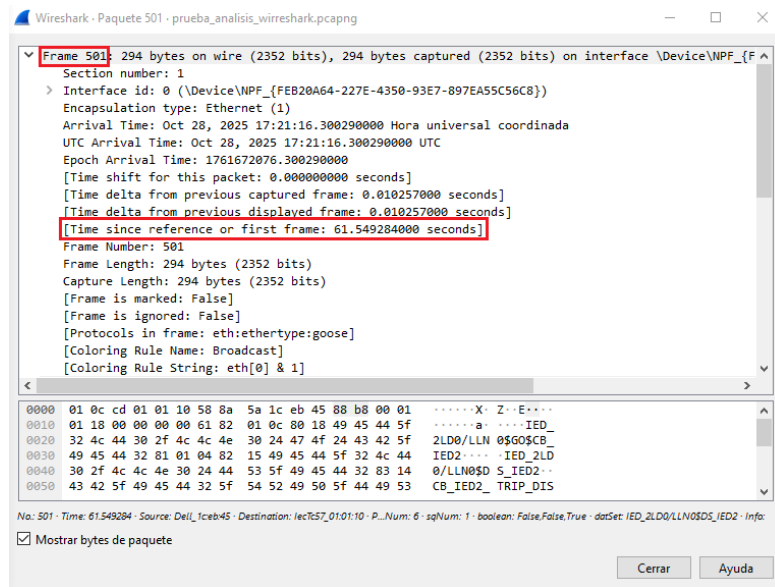 Wireshark · Paquete 501 · prueba_analisis_wirreshark.pcapng
Frame 501: 294 bytes on wire (2352 bits), 294 bytes captured (2352 bits) on interface \Device\NPF_{F
Section number: 1
Interface id: 0 (\Device\NPF_{FEB20A64-227E-4350-93E7-897EA55C56C8})
Encapsulation type: Ethernet (1)
Arrival Time: Oct 28, 2025 17:21:16.300290000 Hora universal coordinada
UTC Arrival Time: Oct 28, 2025 17:21:16.300290000 UTC
Epoch Arrival Time: 1761672076.300290000
[Time shift for this packet: 0.000000000 seconds]
[Time delta from previous captured frame: 0.010257000 seconds]
[Time delta from previous displayed frame: 0.010257000 seconds]
[Time since reference or first frame: 61.549284000 seconds]
Frame Number: 501
Frame Length: 294 bytes (2352 bits)
Capture Length: 294 bytes (2352 bits)
[Frame is marked: False]
[Frame is ignored: False]
[Protocols in frame: eth:ethertype:goose]
[Coloring Rule Name: Broadcast]
[Coloring Rule String: eth[0] & 1]
0000 01 0c cd 01 01 10 58 8a 5a 1c eb 45 88 b8 00 01 ······X· Z··E····
0010 01 18 00 00 00 00 61 82 01 0c 80 18 49 45 44 5f ······a· ····IED_
0020 32 4c 44 30 2f 4c 4c 4e 30 24 47 4f 24 43 42 5f 2LD0/LLN 0$GO$CB_
0030 49 45 44 32 81 01 04 82 15 49 45 44 5f 32 4c 44 IED2···· ·IED_2LD
0040 30 2f 4c 4c 4e 30 24 44 53 5f 49 45 44 32 83 14 0/LLN0$D S_IED2··
0050 43 42 5f 49 45 44 32 5f 54 52 49 50 5f 44 49 53 CB_IED2_ TRIP_DIS
No.: 501 · Time: 61.549284 · Source: Dell_1c:eb:45 · Destination: IecTc57_01:01:10 · P...Num: 6 · sqNum: 1 · boolean: False,False,True · datSet: IED_2LD0/LLN0$DS_IED2 · Info:
Mostrar bytes de paquete
Cerrar
Ayuda